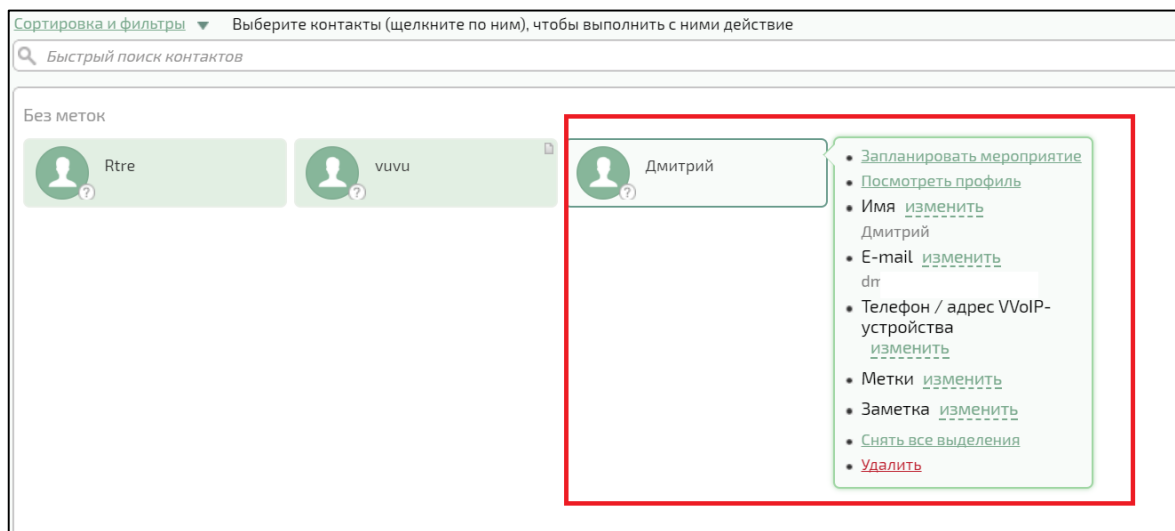 Сортировка и фильтры Выберите контакты (щелкните по ним), чтобы выполнить с ними действие
Быстрый поиск контактов
Без меток
Rtre
?
vuvu
?
Дмитрий
?
Запланировать мероприятие
Посмотреть профиль
Имя изменить
Дмитрий
E-mail изменить
Телефон / адрес VVoIP-
устройства
изменить
Метки изменить
Заметка изменить
Снять все выделения
Удалить